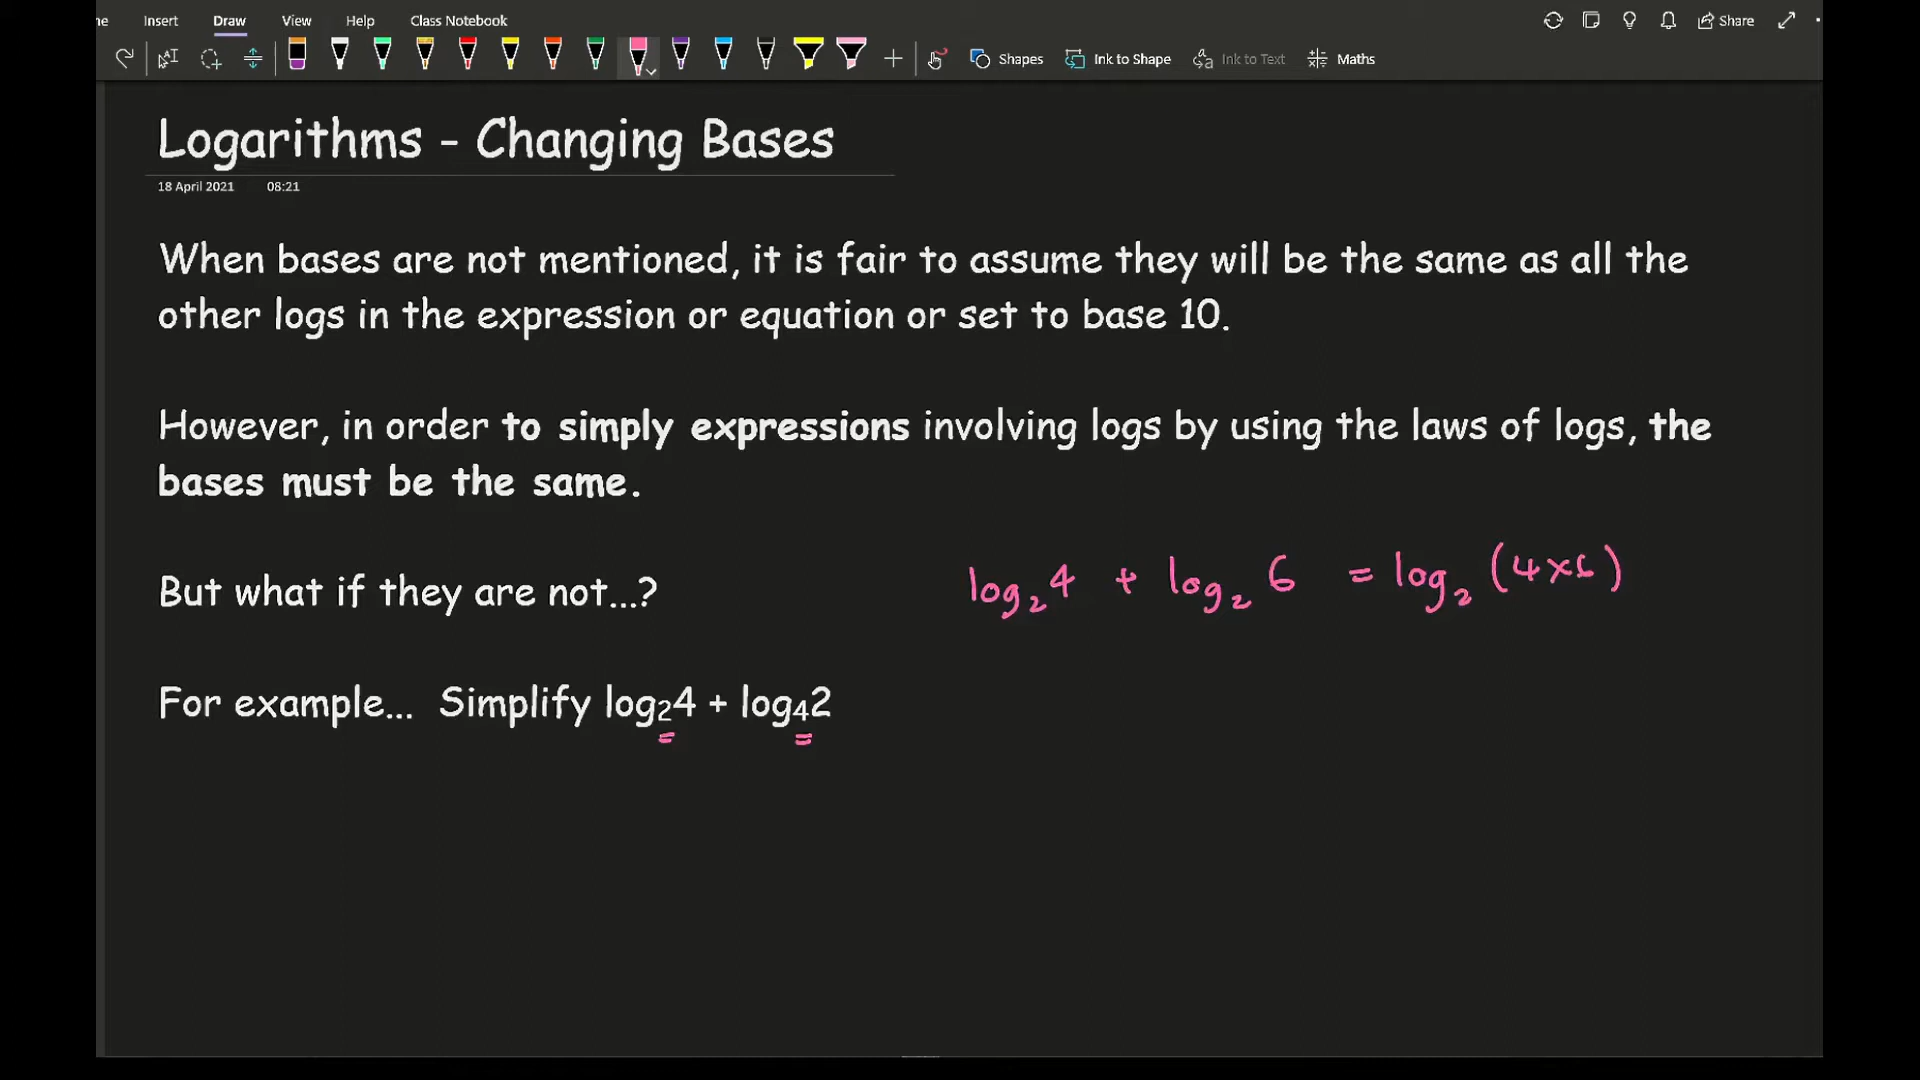 ne Insert Draw View Help Class Notebook Share
Shapes Ink to Shape Ink to Text Maths
Logarithms - Changing Bases
18 April 2021 08:21
When bases are not mentioned, it is fair to assume they will be the same as all the
other logs in the expression or equation or set to base 10.
However, in order to simply expressions involving logs by using the laws of logs, the
bases must be the same.
But what if they are not...?
log₂4 + log₂ 6 = log₂ (4×6)
For example... Simplify log₂4 + log₄2